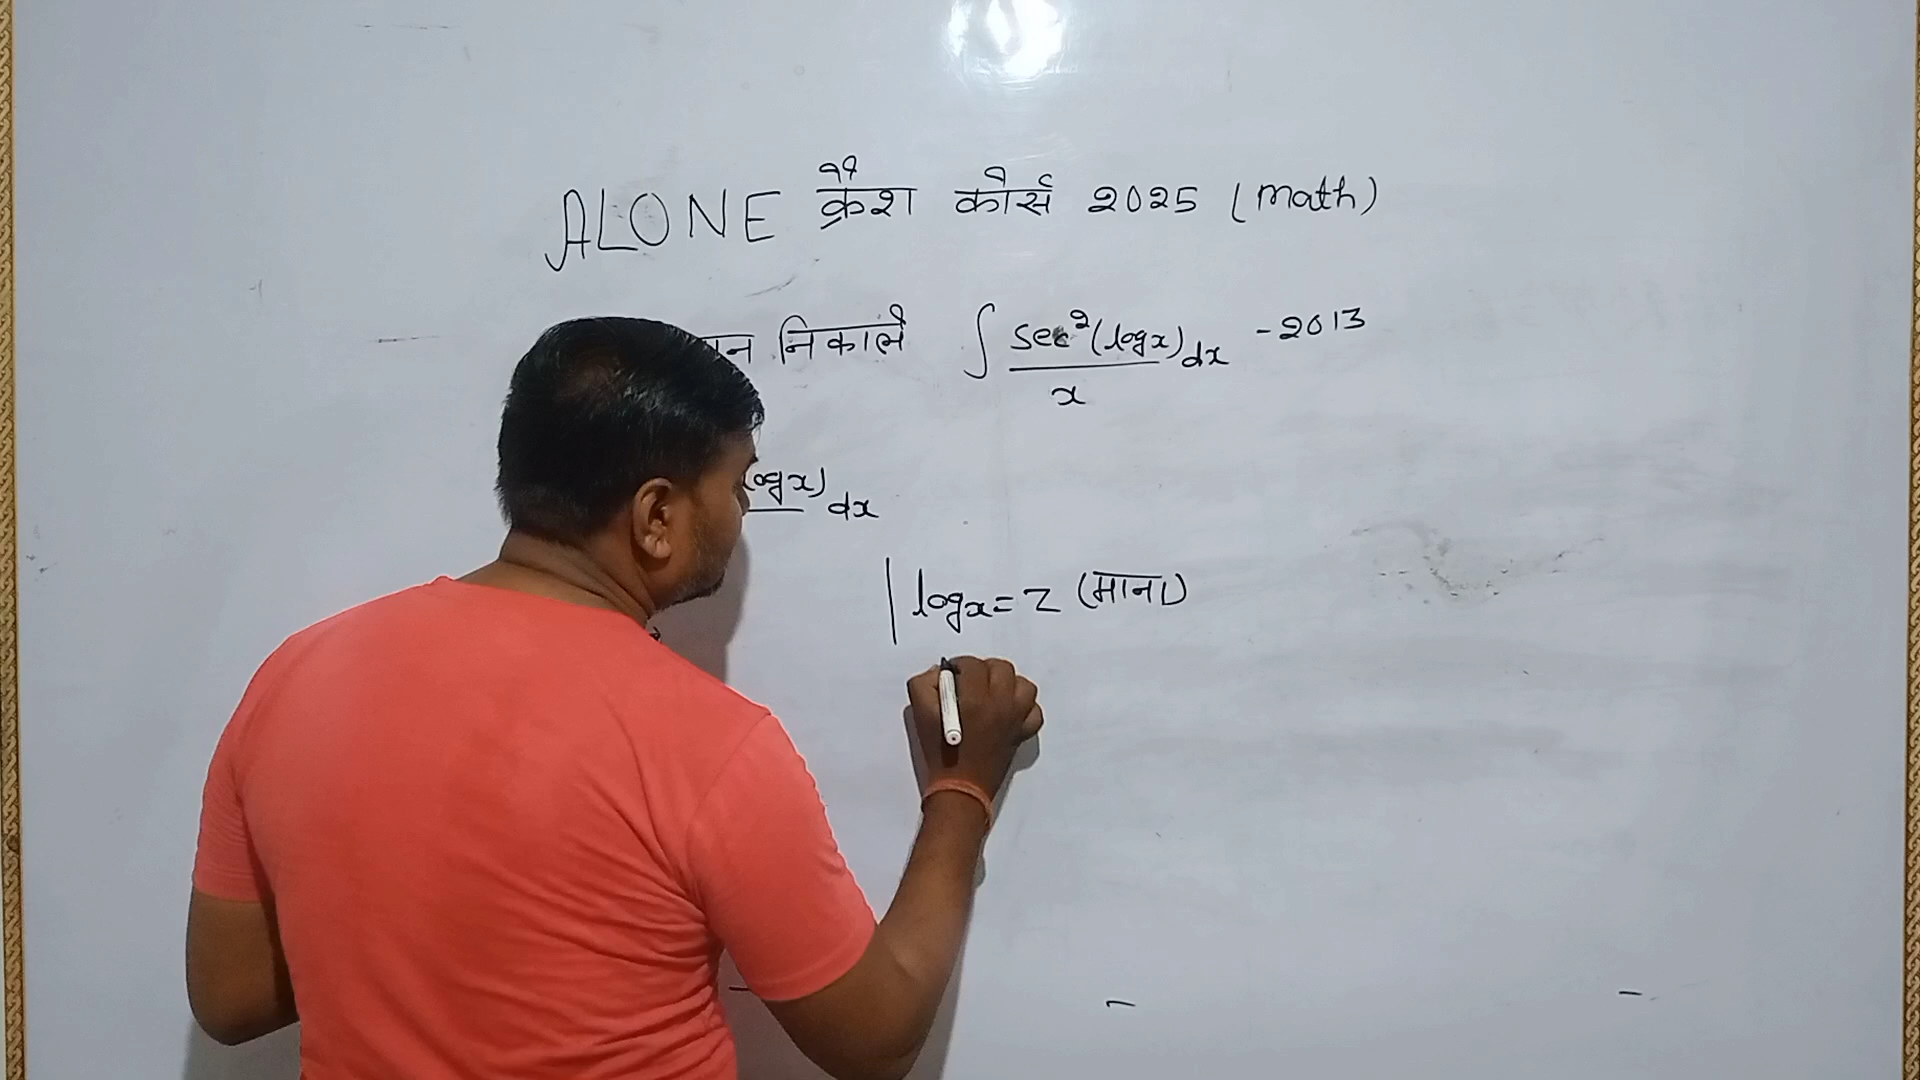 ALONE क्रैश कोर्स 2025 (math)
निकाले ∫ sec²(logx)/x dx - 2013
logx) dx
logx = z (माना)